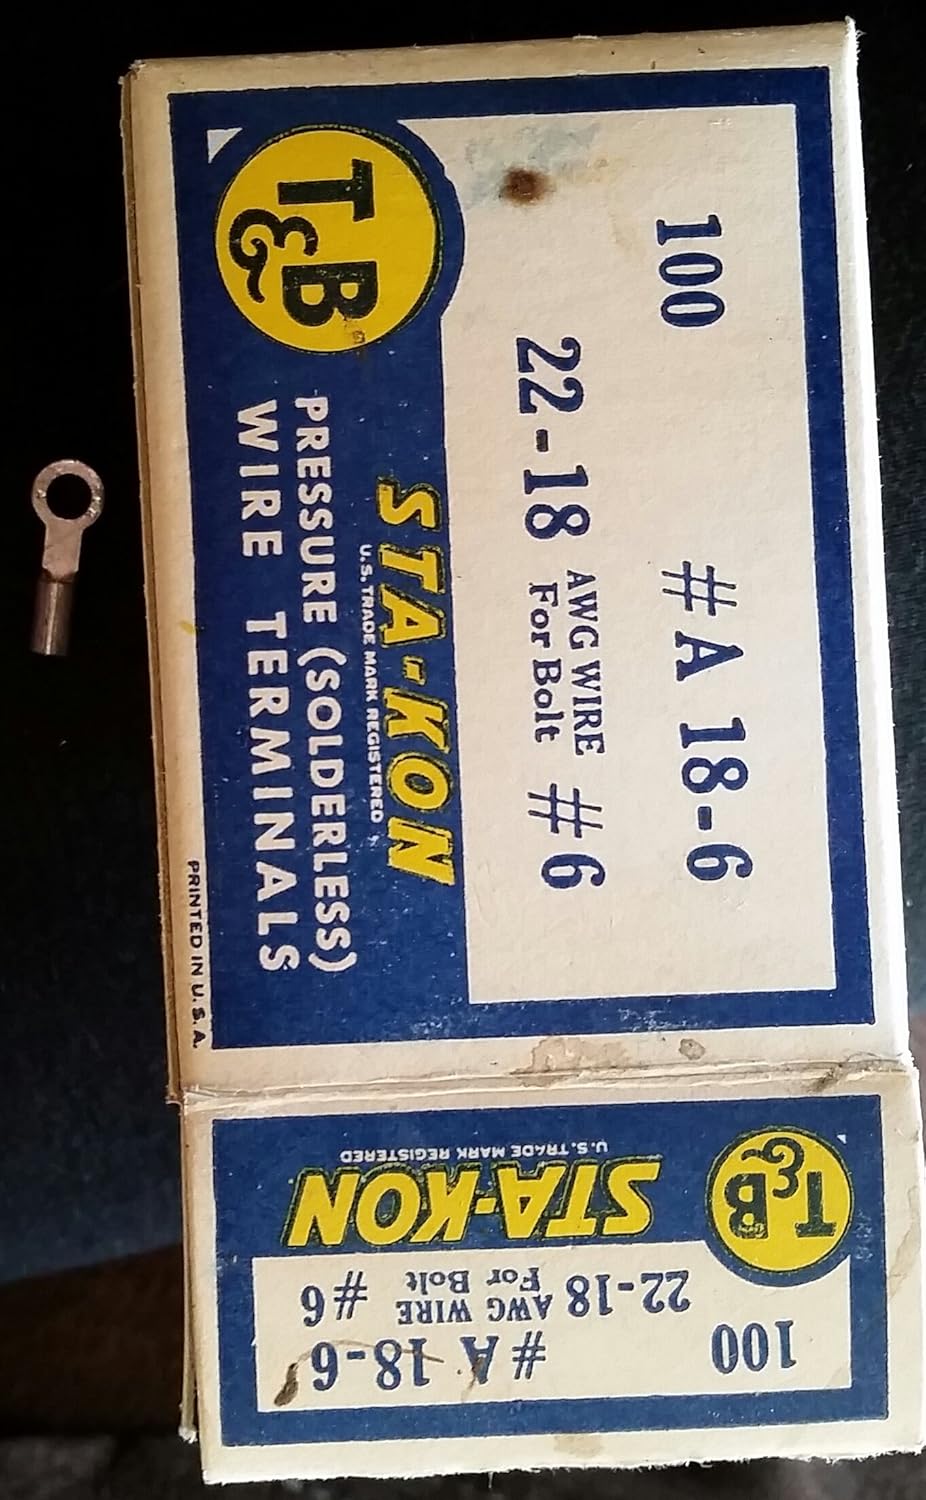 100 # A 18-6
22-18 AWG WIRE # 6
For Bolt
T&B
STA-KON
U.S. TRADE MARK REGISTERED
PRESSURE (SOLDERLESS)
WIRE TERMINALS
PRINTED IN U.S.A.
100 # A 18-6
22-18 AWG WIRE #6
For Bolt
T&B
STA-KON
U.S. TRADE MARK REGISTERED